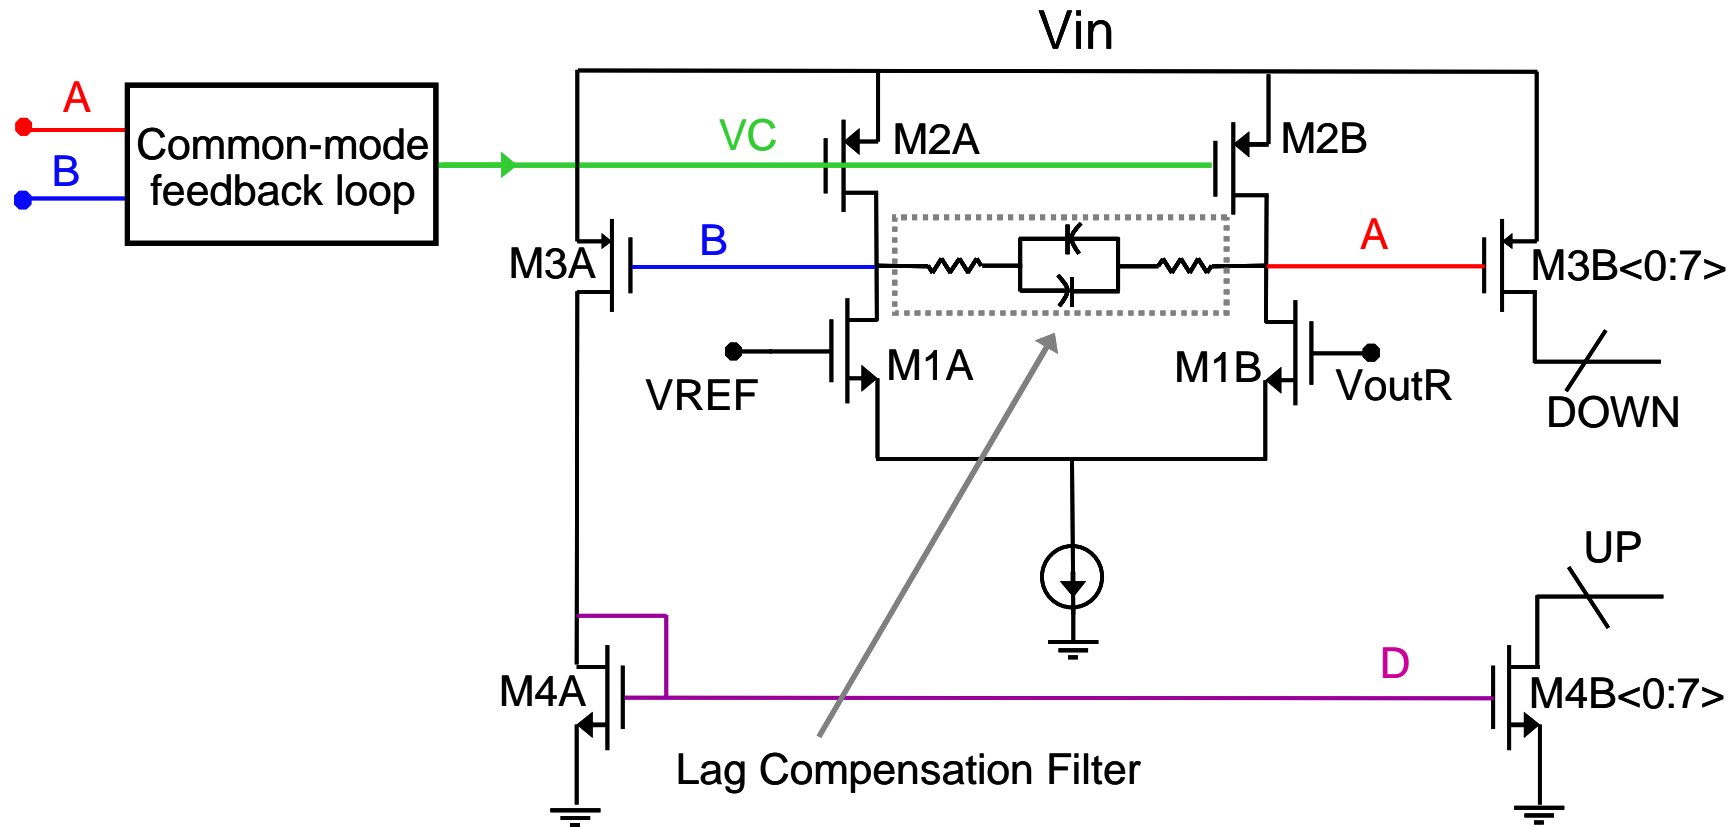 Vin
A
B
Common-mode
feedback loop
VC
M2A
M2B
M3A
B
A
M3B<0:7>
M1A
M1B
VREF
VoutR
DOWN
UP
M4A
D
M4B<0:7>
Lag Compensation Filter